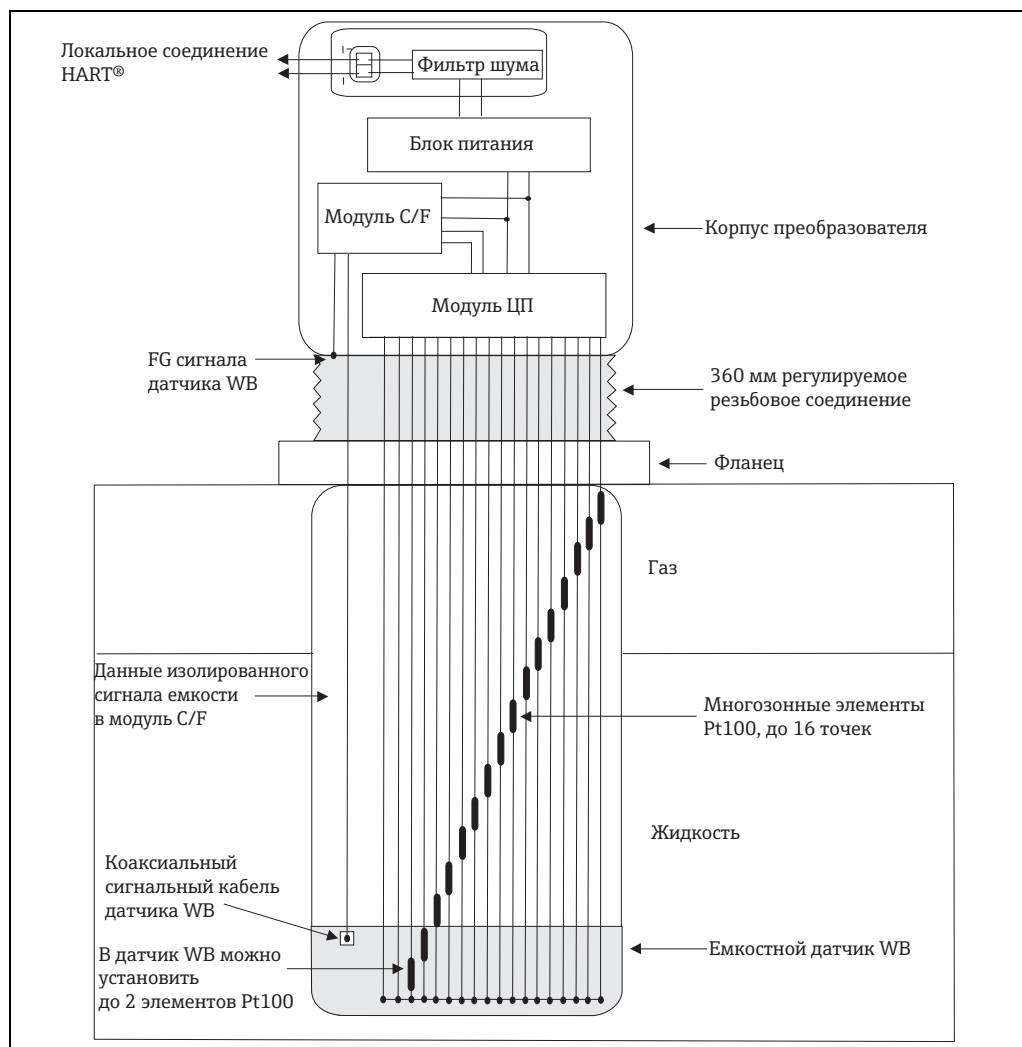 Локальное соединение
HART®
Фильтр шума
Блок питания
Модуль C/F
Корпус преобразователя
Модуль ЦП
FG сигнала
датчика WB
360 мм регулируемое
резьбовое соединение
Фланец
Газ
Данные изолированного
сигнала емкости
в модуль C/F
Многозонные элементы
Pt100, до 16 точек
Жидкость
Коаксиальный
сигнальный кабель
датчика WB
Емкостной датчик WB
В датчик WB можно
установить
до 2 элементов Pt100